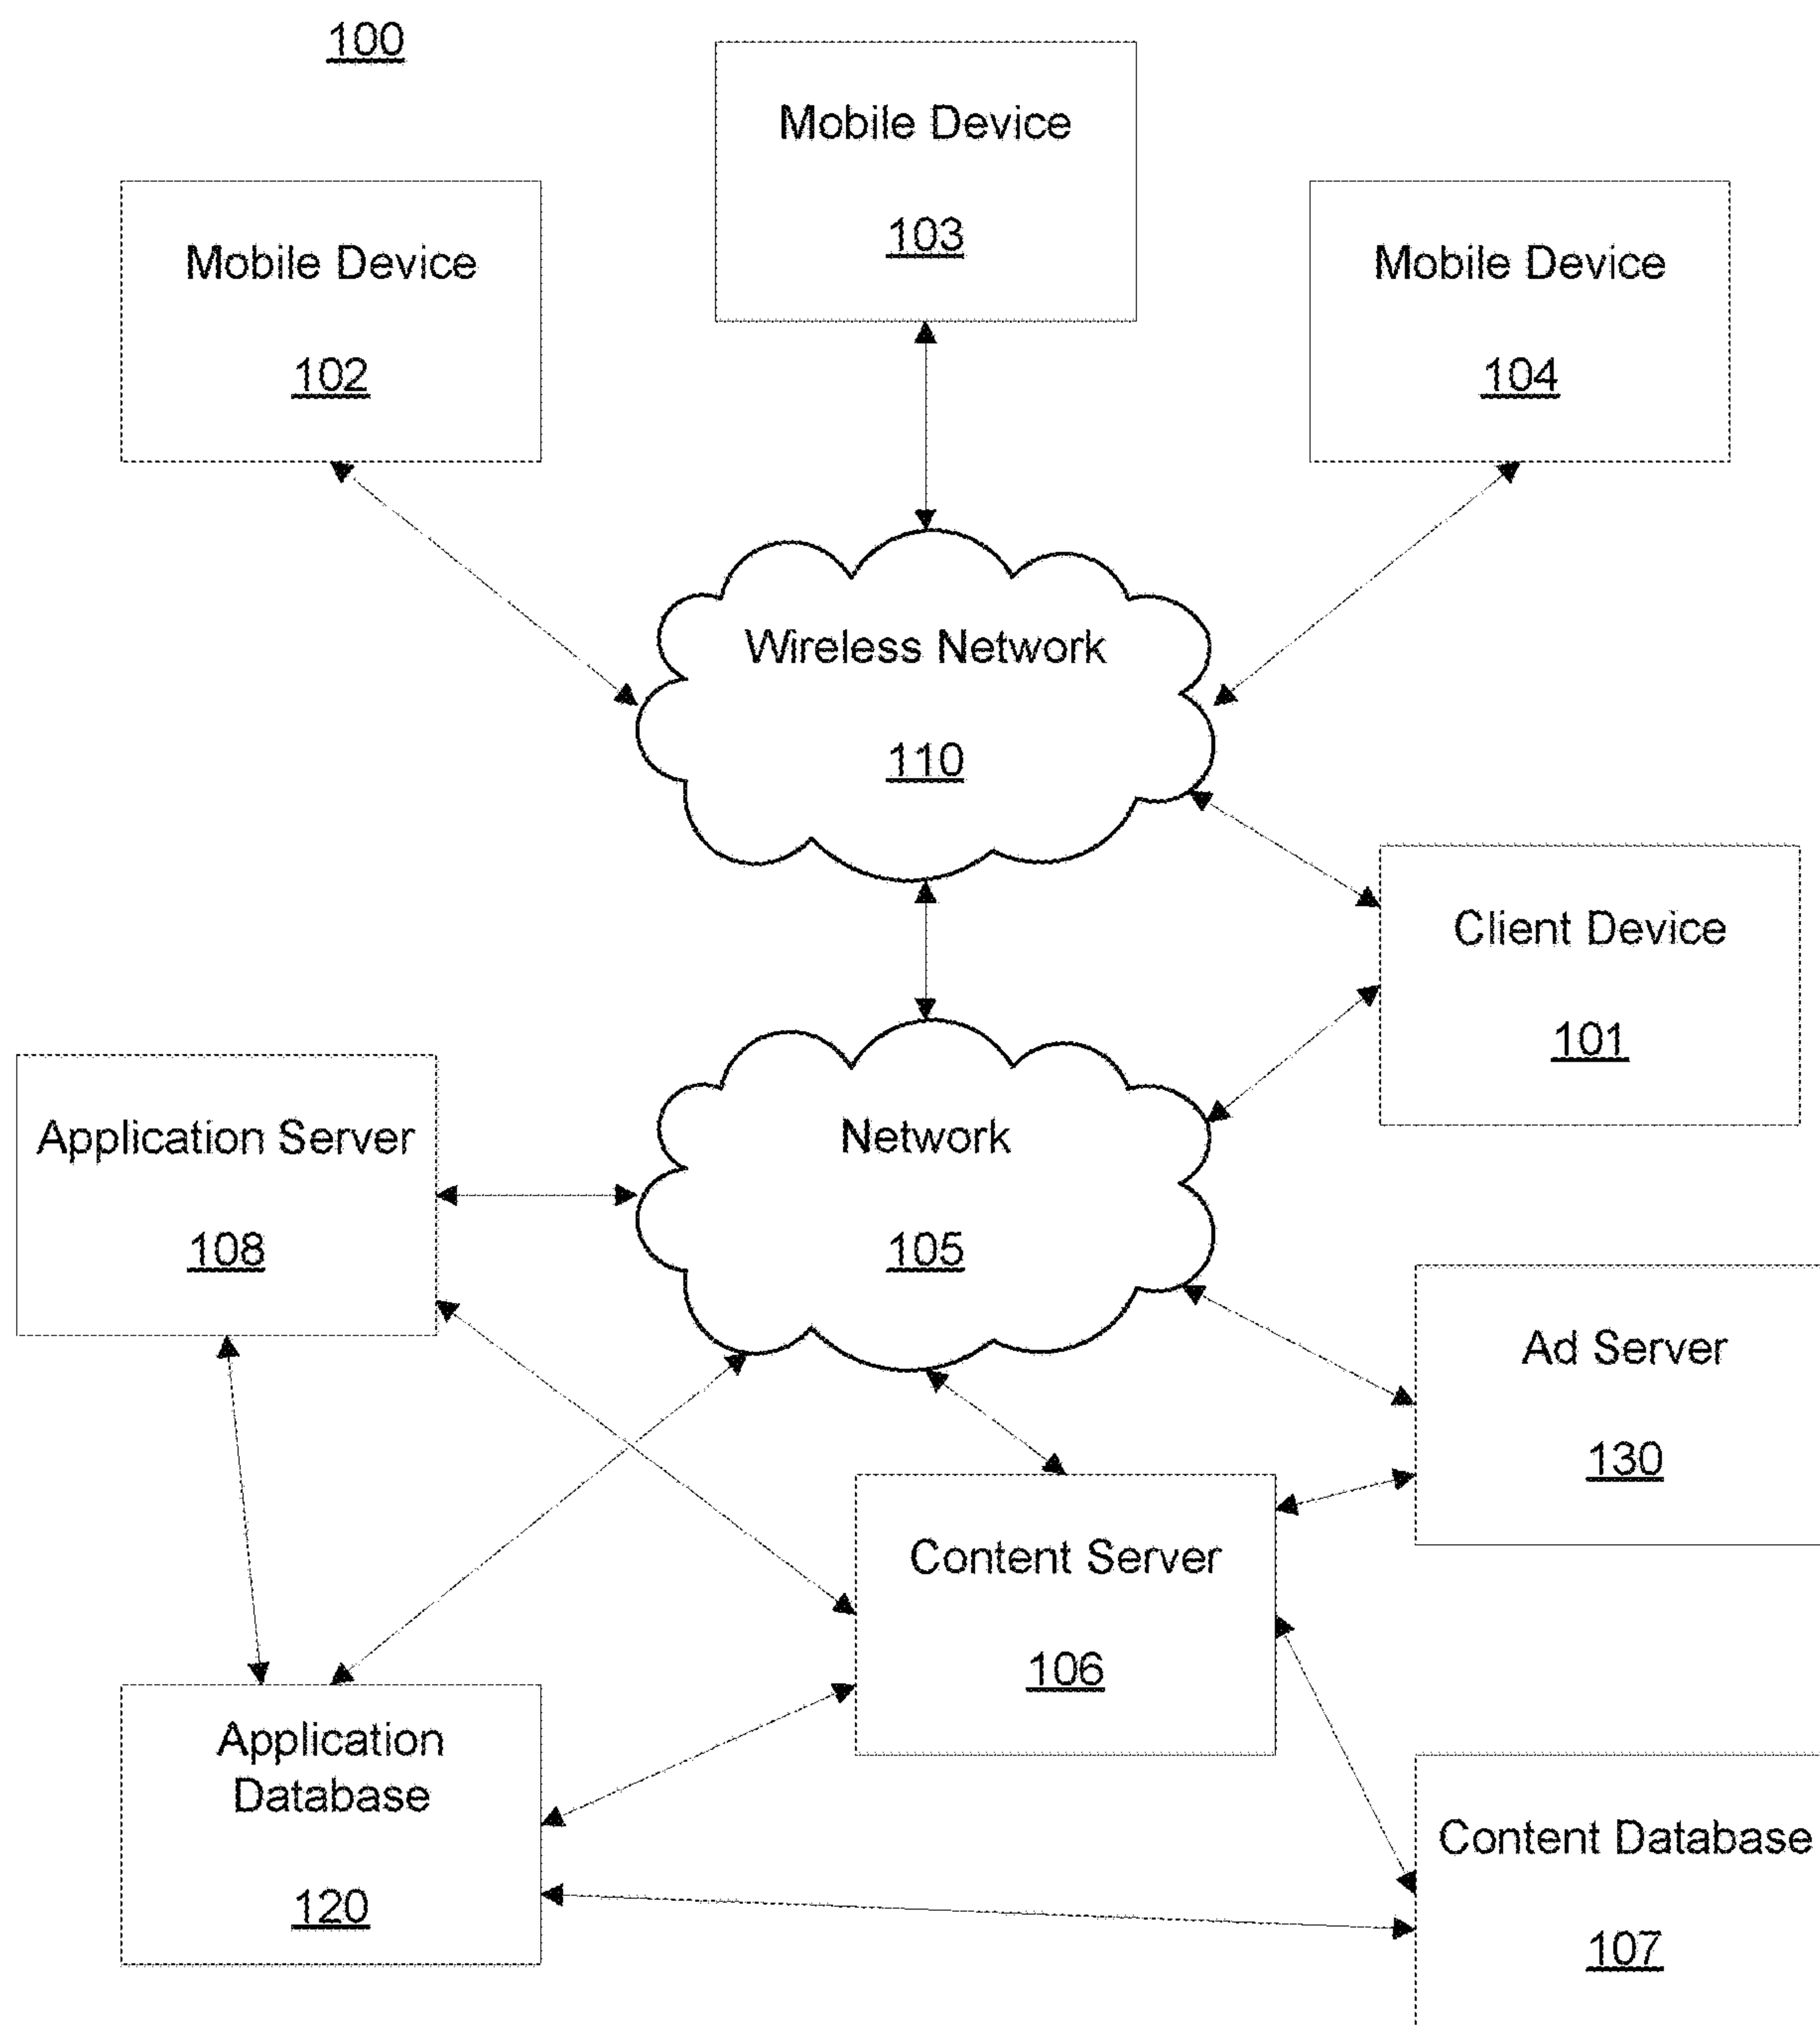 100
Mobile Device
103
Mobile Device
102
Mobile Device
104
Wireless Network
110
Client Device
101
Application Server
108
Network
105
Ad Server
130
Content Server
106
Application
Database
120
Content Database
107